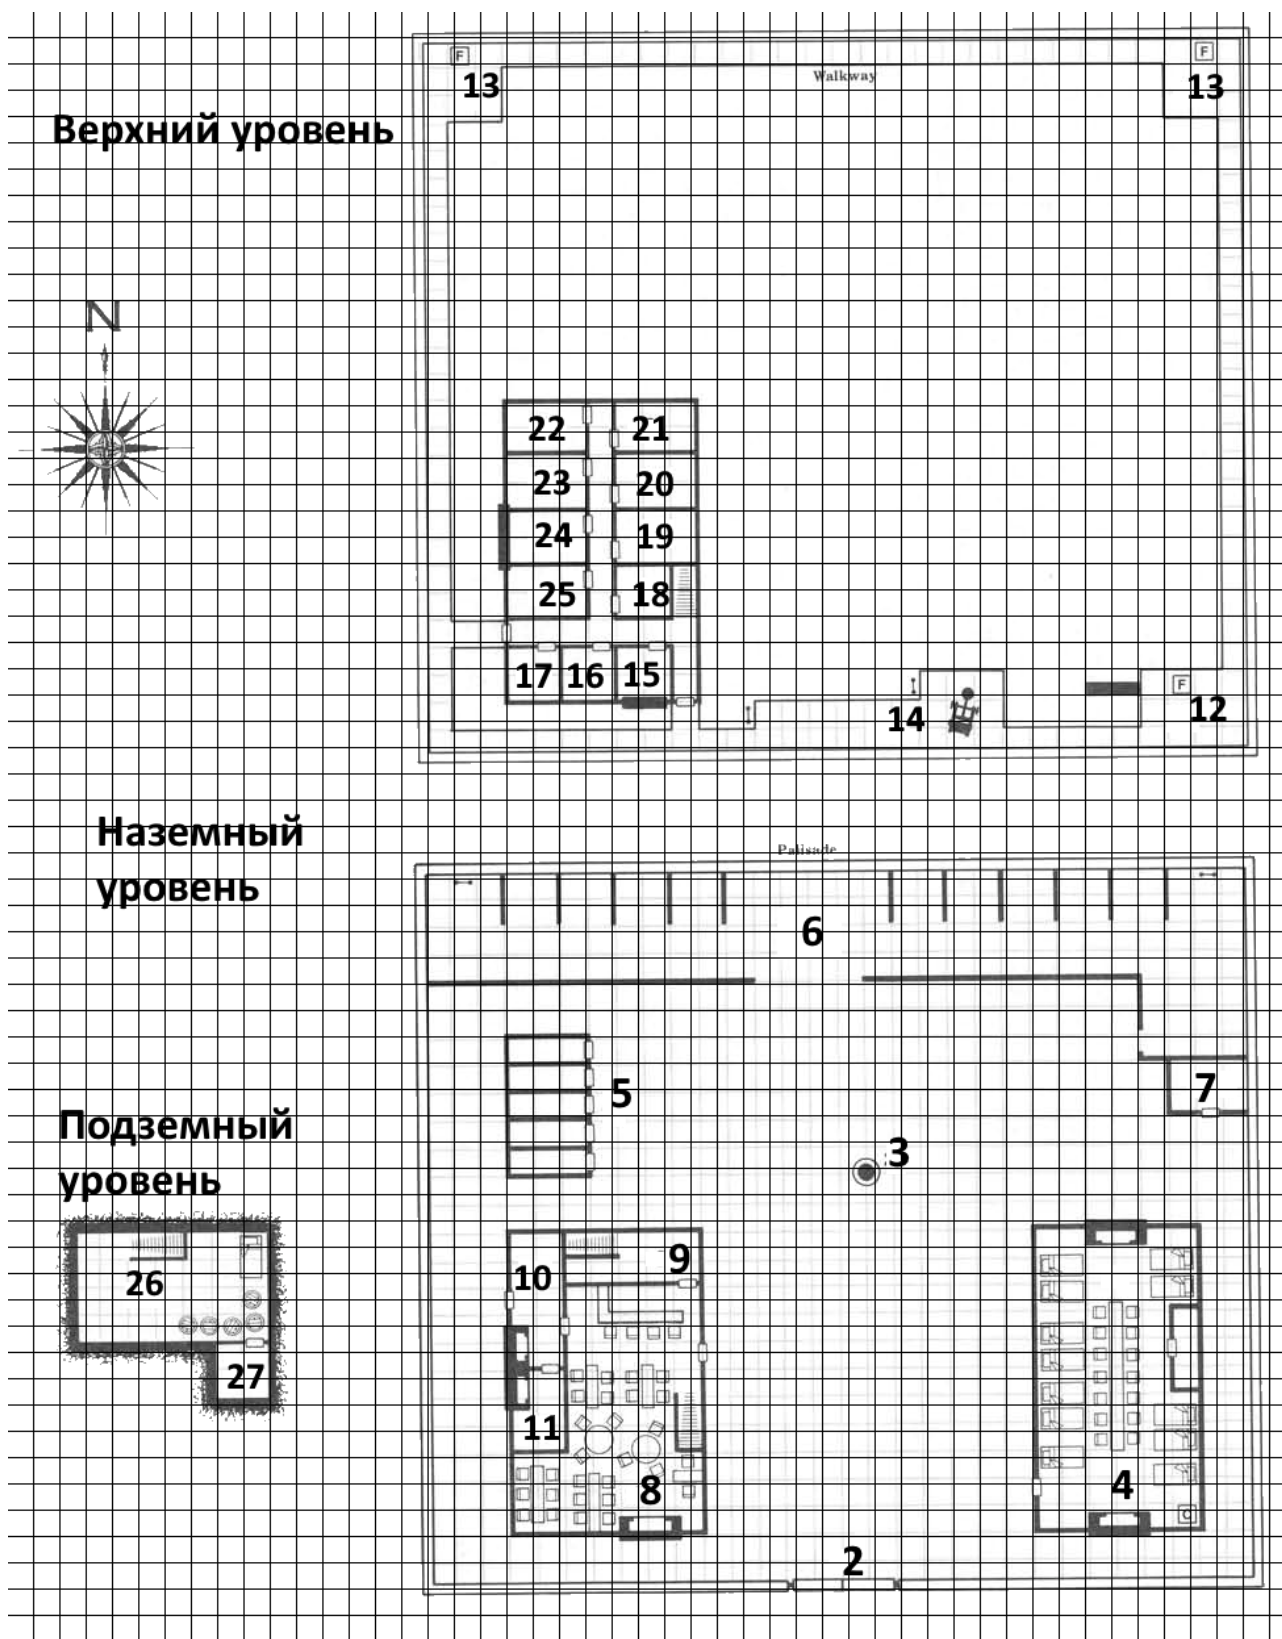 F
F
Walkway
13
13
Верхний уровень
N
22
21
23
20
24
19
25
18
17
16
15
F
14
12
Наземный
уровень
Palisade
6
5
7
Подземный
уровень
3
26
10
9
27
11
8
4
C
2